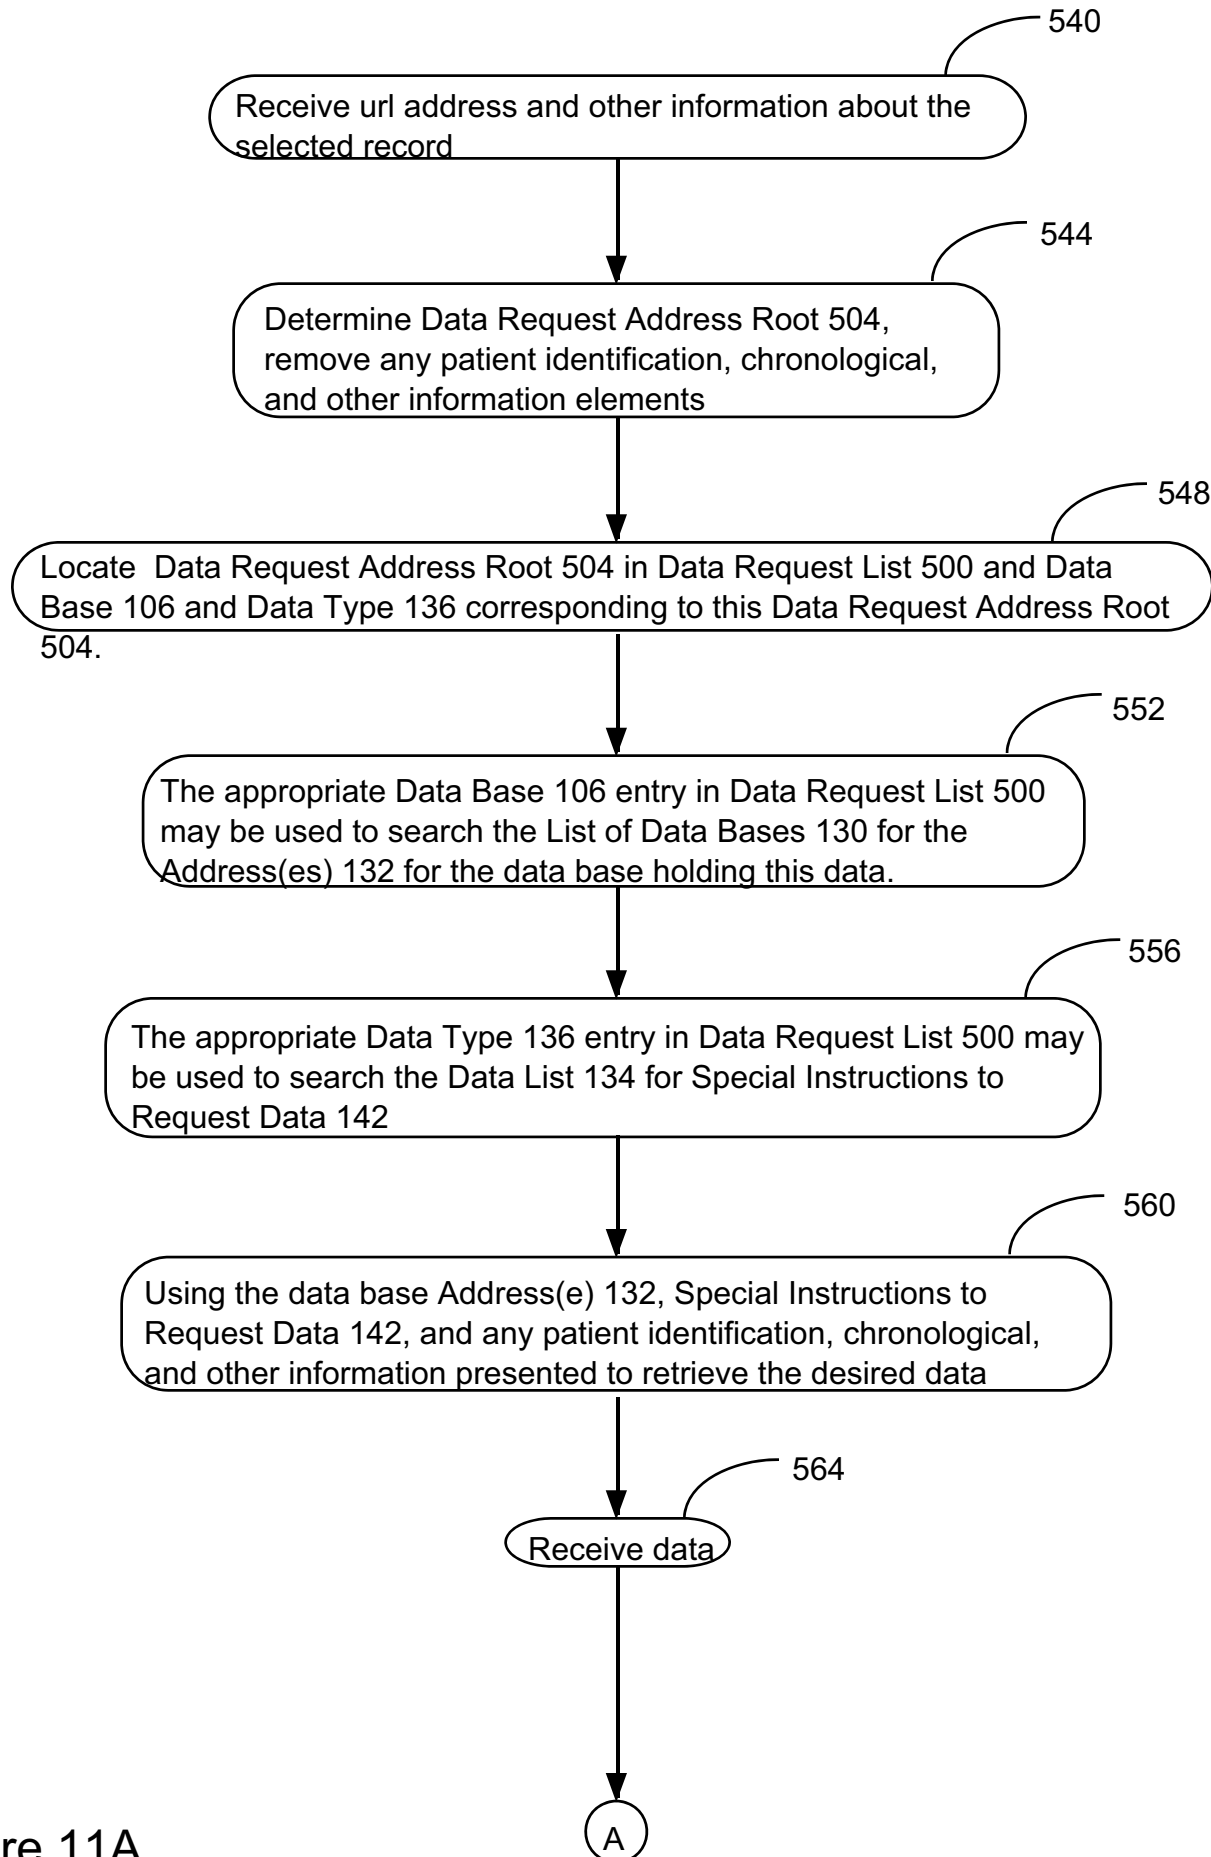 540
Receive url address and other information about the
selected record
544
Determine Data Request Address Root 504,
remove any patient identification, chronological,
and other information elements
548
Locate  Data Request Address Root 504 in Data Request List 500 and Data
Base 106 and Data Type 136 corresponding to this Data Request Address Root
504.
552
The appropriate Data Base 106 entry in Data Request List 500
may be used to search the List of Data Bases 130 for the
Address(es) 132 for the data base holding this data.
556
The appropriate Data Type 136 entry in Data Request List 500 may
be used to search the Data List 134 for Special Instructions to
Request Data 142
560
Using the data base Address(e) 132, Special Instructions to
Request Data 142, and any patient identification, chronological,
and other information presented to retrieve the desired data
564
Receive data
A
re 11A